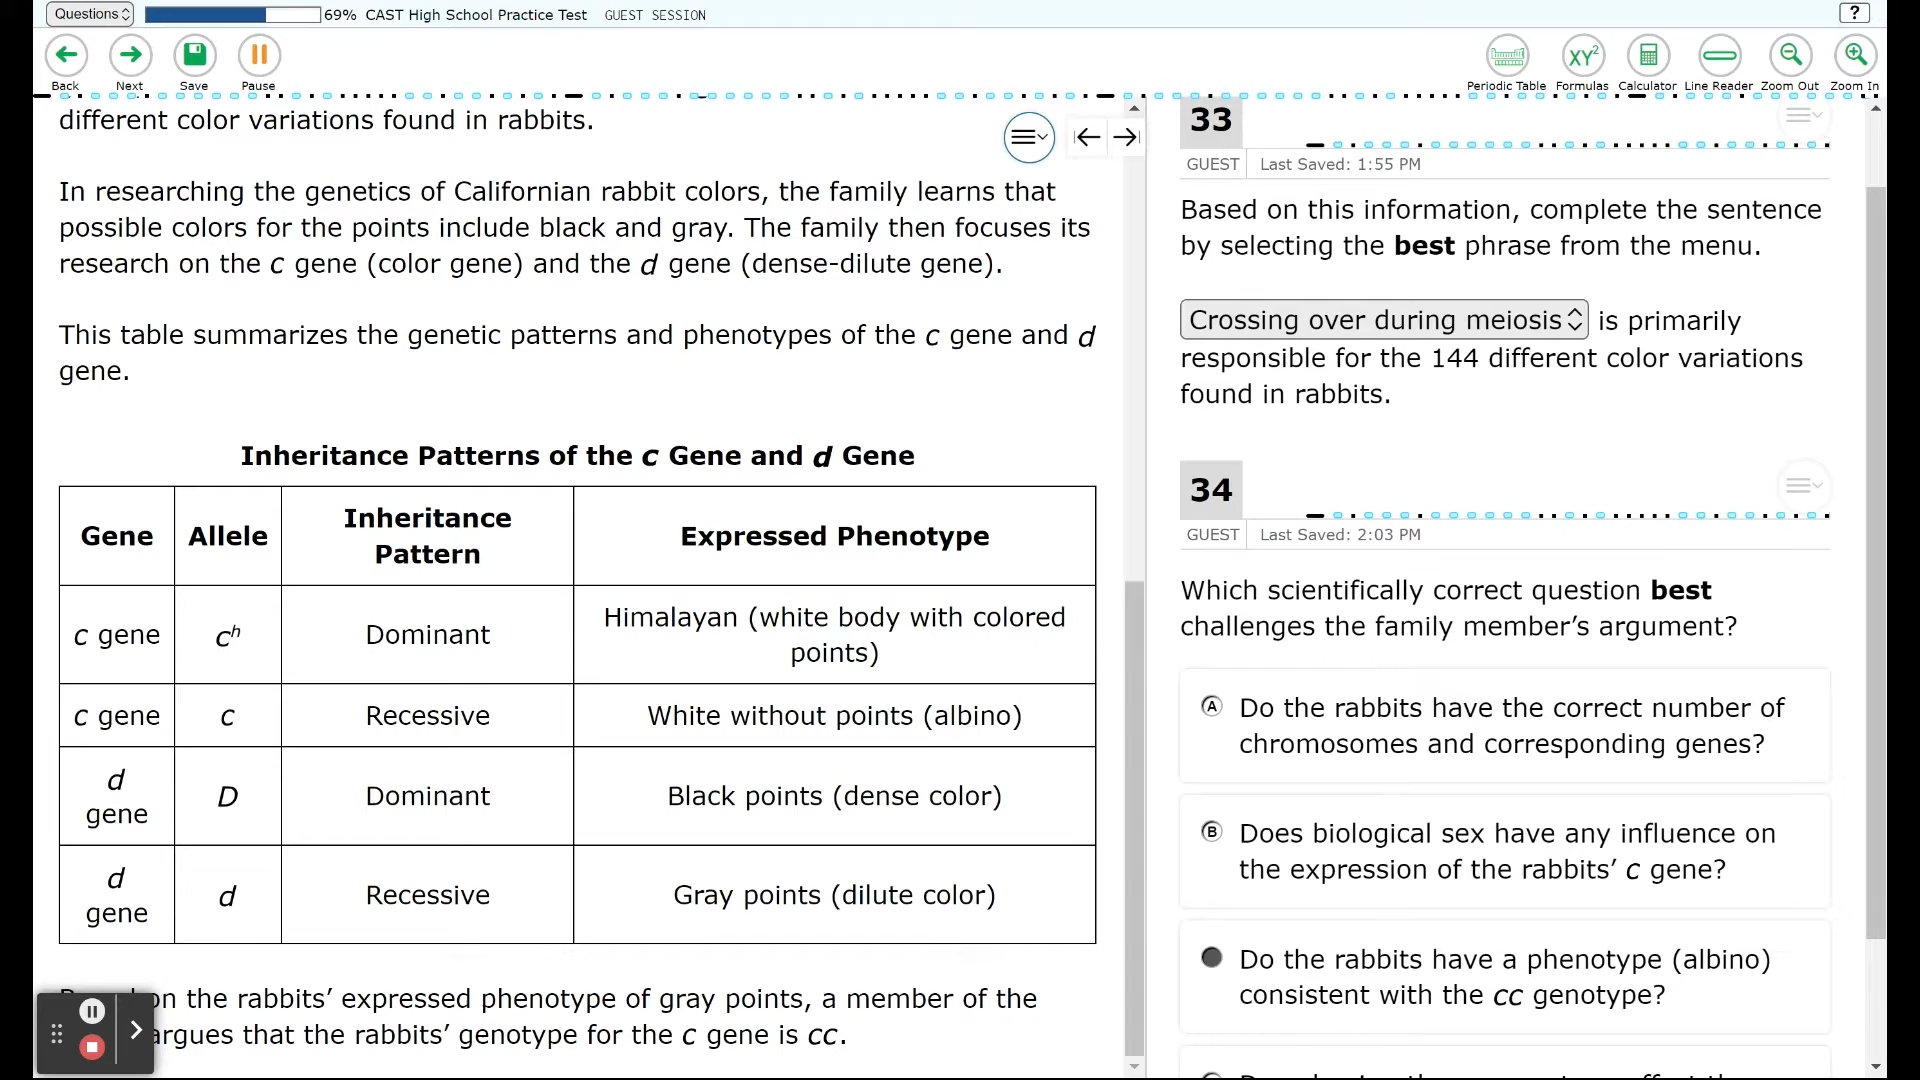 Questions
69% CAST High School Practice Test GUEST SESSION
?
Back Next Save Pause
XY²
Periodic Table Formulas Calculator Line Reader Zoom Out Zoom In
different color variations found in rabbits.
In researching the genetics of Californian rabbit colors, the family learns that
possible colors for the points include black and gray. The family then focuses its
research on the c gene (color gene) and the d gene (dense-dilute gene).
This table summarizes the genetic patterns and phenotypes of the c gene and d
gene.
Inheritance Patterns of the c Gene and d Gene
Gene Allele Inheritance Pattern Expressed Phenotype
c gene cʰ Dominant Himalayan (white body with colored points)
c gene c Recessive White without points (albino)
d gene D Dominant Black points (dense color)
d gene d Recessive Gray points (dilute color)
on the rabbits’ expressed phenotype of gray points, a member of the
argues that the rabbits’ genotype for the c gene is cc.
33
GUEST Last Saved: 1:55 PM
Based on this information, complete the sentence
by selecting the best phrase from the menu.
Crossing over during meiosis is primarily
responsible for the 144 different color variations
found in rabbits.
34
GUEST Last Saved: 2:03 PM
Which scientifically correct question best
challenges the family member’s argument?
A Do the rabbits have the correct number of
chromosomes and corresponding genes?
B Does biological sex have any influence on
the expression of the rabbits’ c gene?
Do the rabbits have a phenotype (albino)
consistent with the cc genotype?